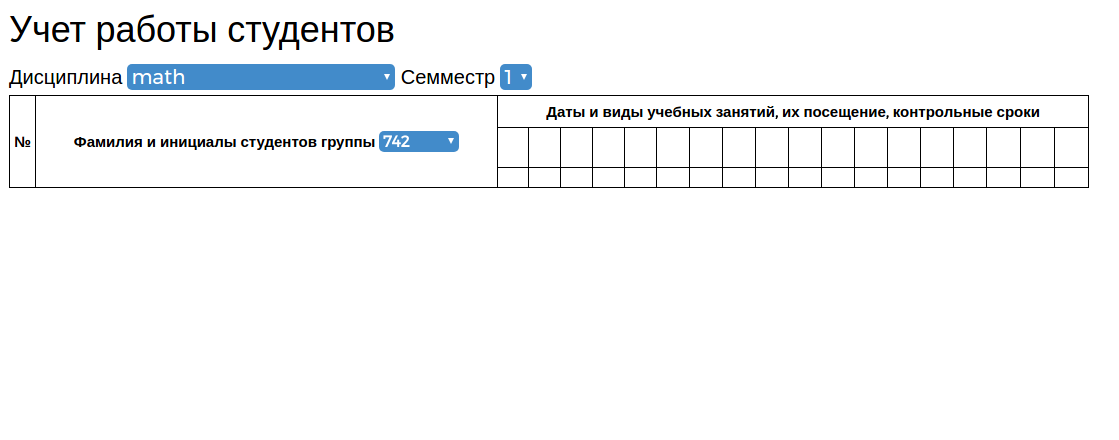 Учет работы студентов
Дисциплина math Семместр 1
Даты и виды учебных занятий, их посещение, контрольные сроки
№ Фамилия и инициалы студентов группы 742